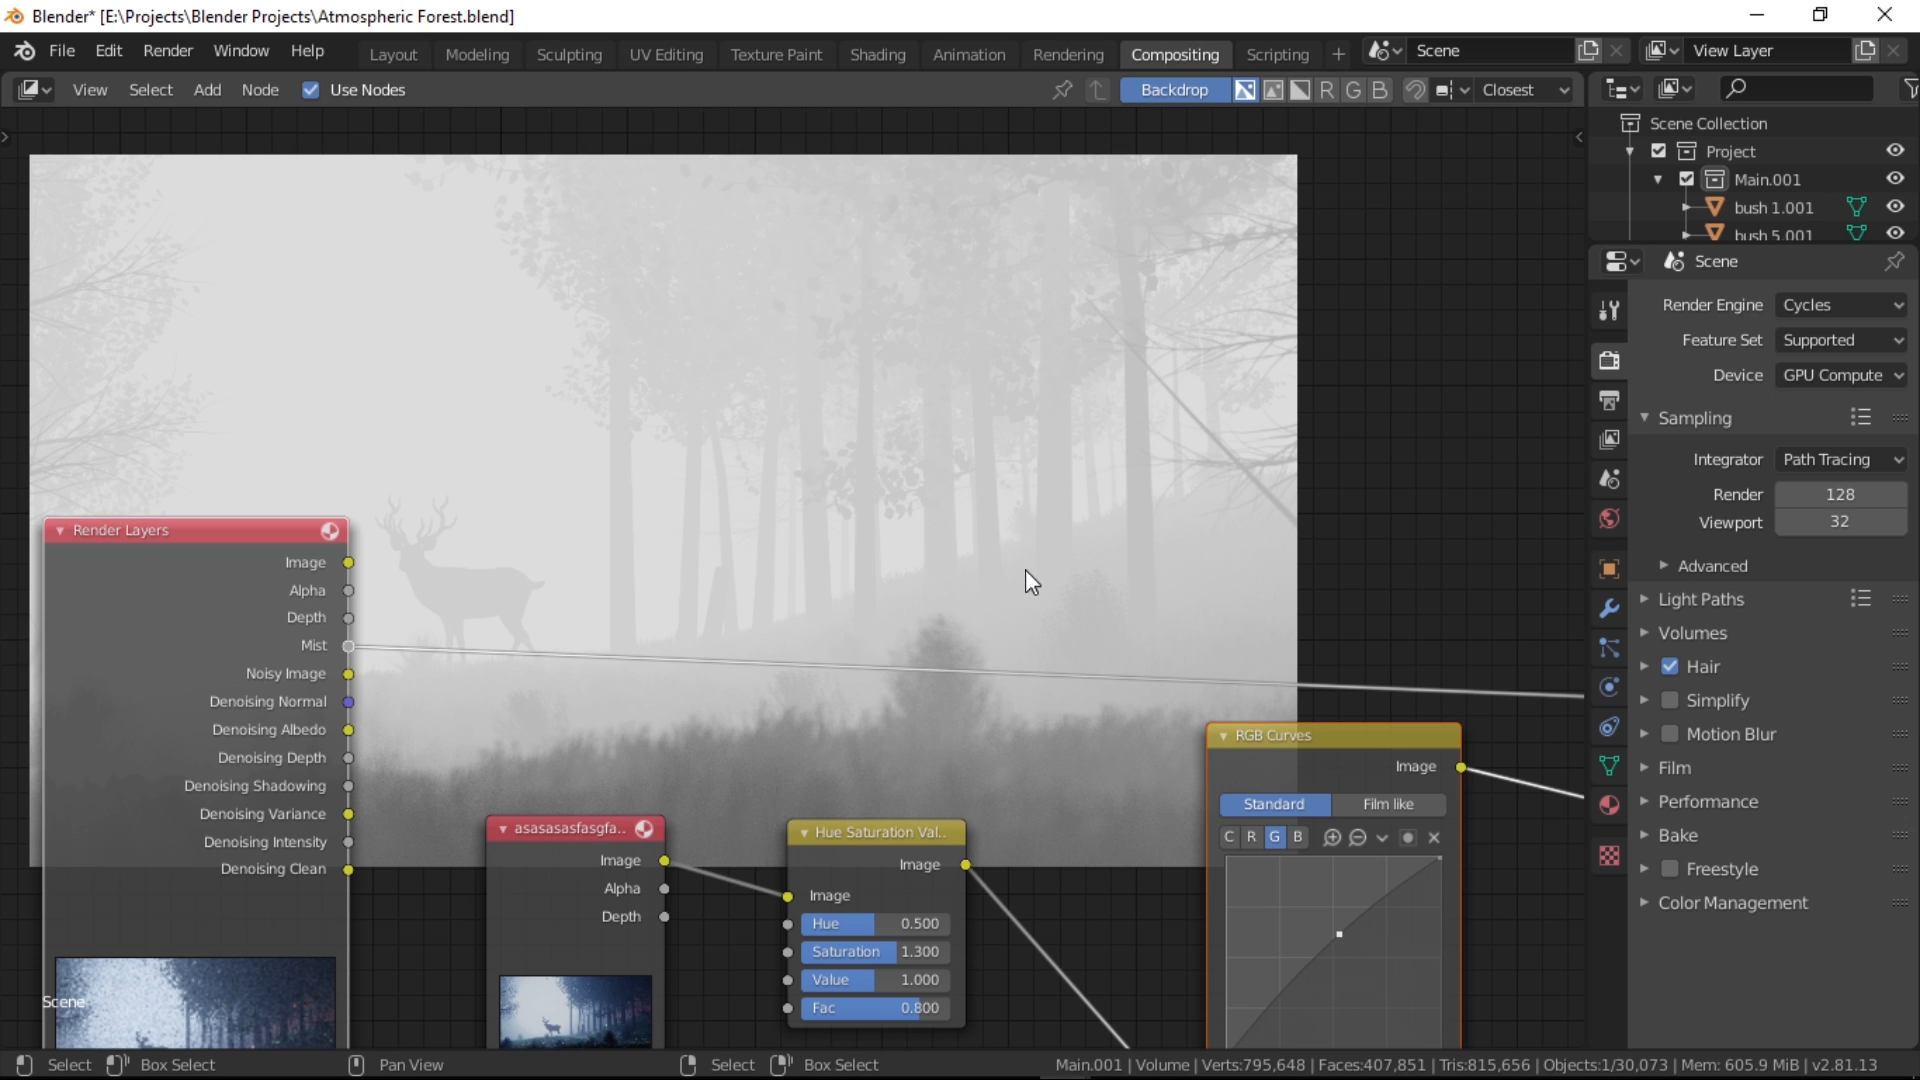 Blender* [E:\Projects\Blender Projects\Atmospheric Forest.blend]
File Edit Render Window Help Layout Modeling Sculpting UV Editing Texture Paint Shading Animation Rendering Compositing Scripting + Scene View Layer
View Select Add Node Use Nodes Backdrop R G B Closest
Scene Collection
Project
Main.001
bush 1.001
bush 5.001
Scene
Render Engine Cycles
Feature Set Supported
Device GPU Compute
Sampling
Integrator Path Tracing
Render 128
Viewport 32
Advanced
Light Paths
Volumes
Hair
Simplify
Motion Blur
Film
Performance
Bake
Freestyle
Color Management
Render Layers
Image
Alpha
Depth
Mist
Noisy Image
Denoising Normal
Denoising Albedo
Denoising Depth
Denoising Shadowing
Denoising Variance
Denoising Intensity
Denoising Clean
Scene
asasasasfasgfa..
Image
Alpha
Depth
Hue Saturation Val..
Image
Image
Hue 0.500
Saturation 1.300
Value 1.000
Fac 0.800
RGB Curves
Image
Standard Film like
C R G B
Select Box Select Pan View Select Box Select Main.001 | Volume | Verts:795,648 | Faces:407,851 | Tris:815,656 | Objects:1/30,073 | Mem: 605.9 MiB | v2.81.13